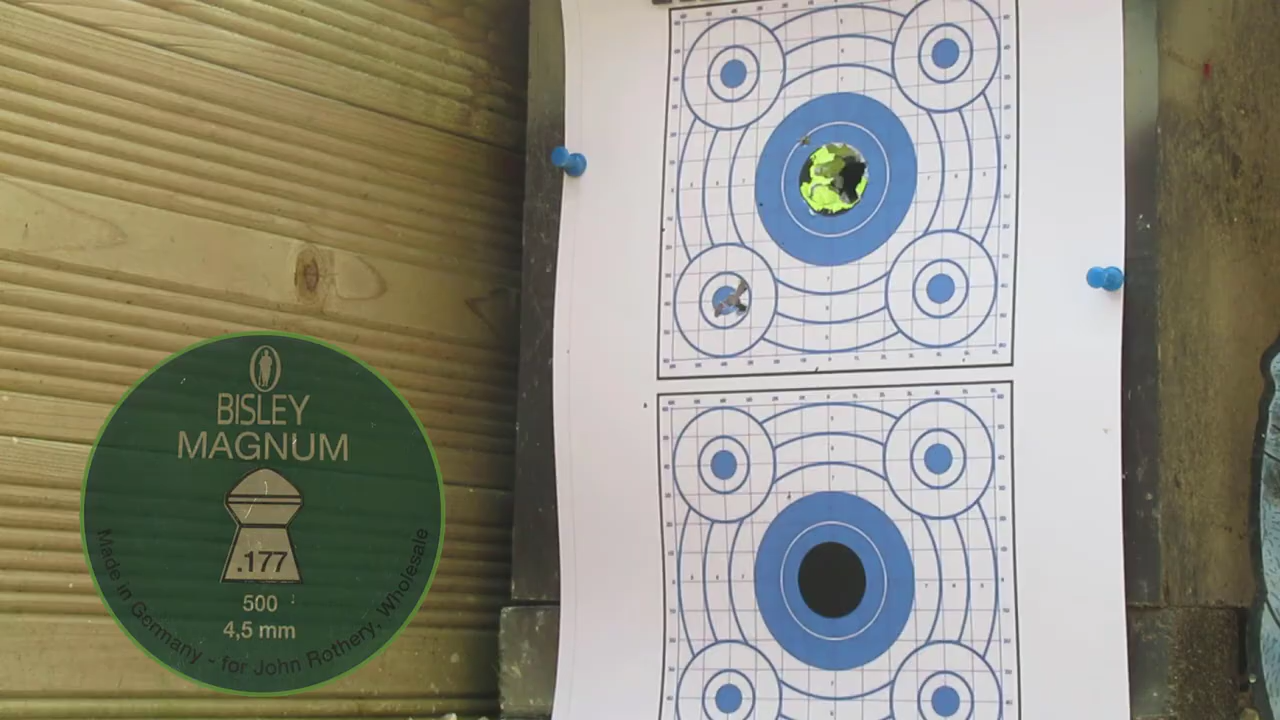 BISLEY
MAGNUM
.177
500
4,5 mm
Made in Germany - for John Rothery, Wholesale